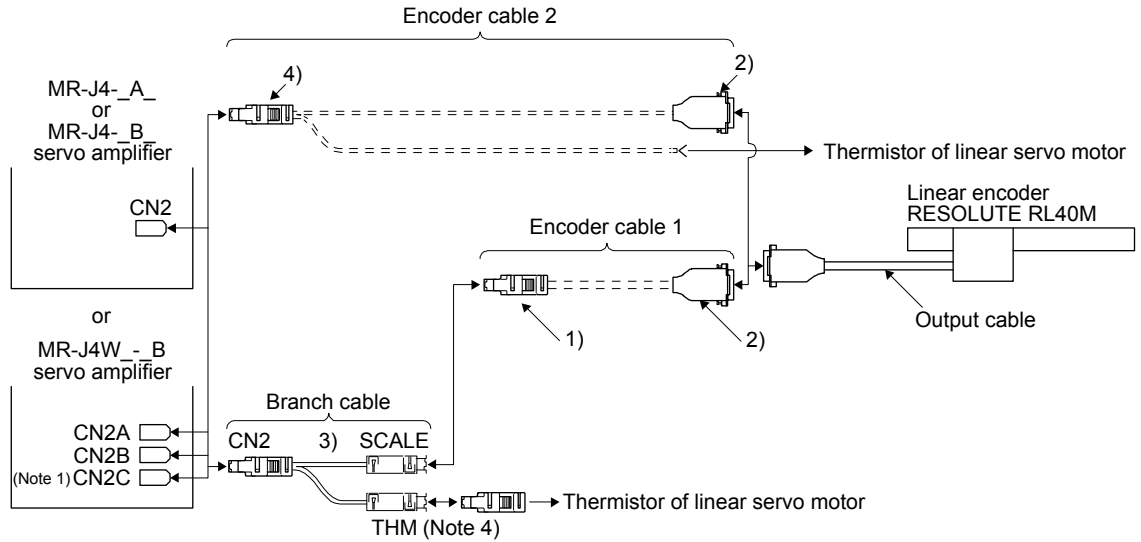 Encoder cable 2
2)
4)
MR-J4-_A_
or
MR-J4-_B_
servo amplifier
Thermistor of linear servo motor
CN2
Linear encoder
RESOLUTE RL40M
Encoder cable 1
Output cable
1)
2)
or
MR-J4W_-_B
servo amplifier
Branch cable
CN2A
CN2 3) SCALE
CN2B
(Note 1) CN2C
Thermistor of linear servo motor
THM (Note 4)